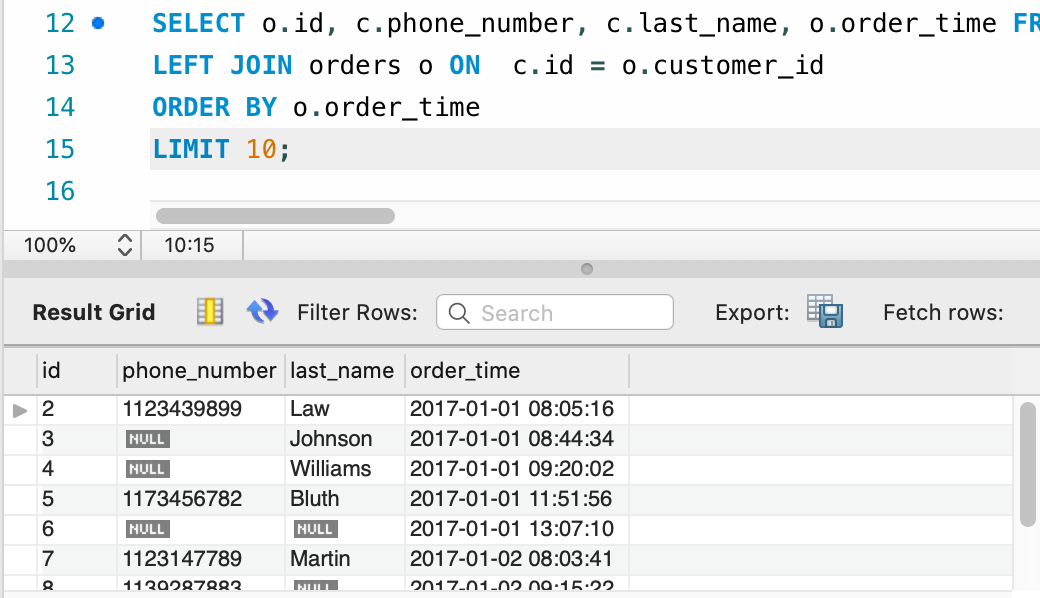 12 SELECT o.id, c.phone_number, c.last_name, o.order_time FR
13 LEFT JOIN orders o ON  c.id = o.customer_id
14 ORDER BY o.order_time
15 LIMIT 10;
16
100% 10:15
Result Grid Filter Rows: Search Export: Fetch rows:
id phone_number last_name order_time
2 1123439899 Law 2017-01-01 08:05:16
3 NULL Johnson 2017-01-01 08:44:34
4 NULL Williams 2017-01-01 09:20:02
5 1173456782 Bluth 2017-01-01 11:51:56
6 NULL NULL 2017-01-01 13:07:10
7 1123147789 Martin 2017-01-02 08:03:41
8 1139287883 NULL 2017-01-02 09:15:22